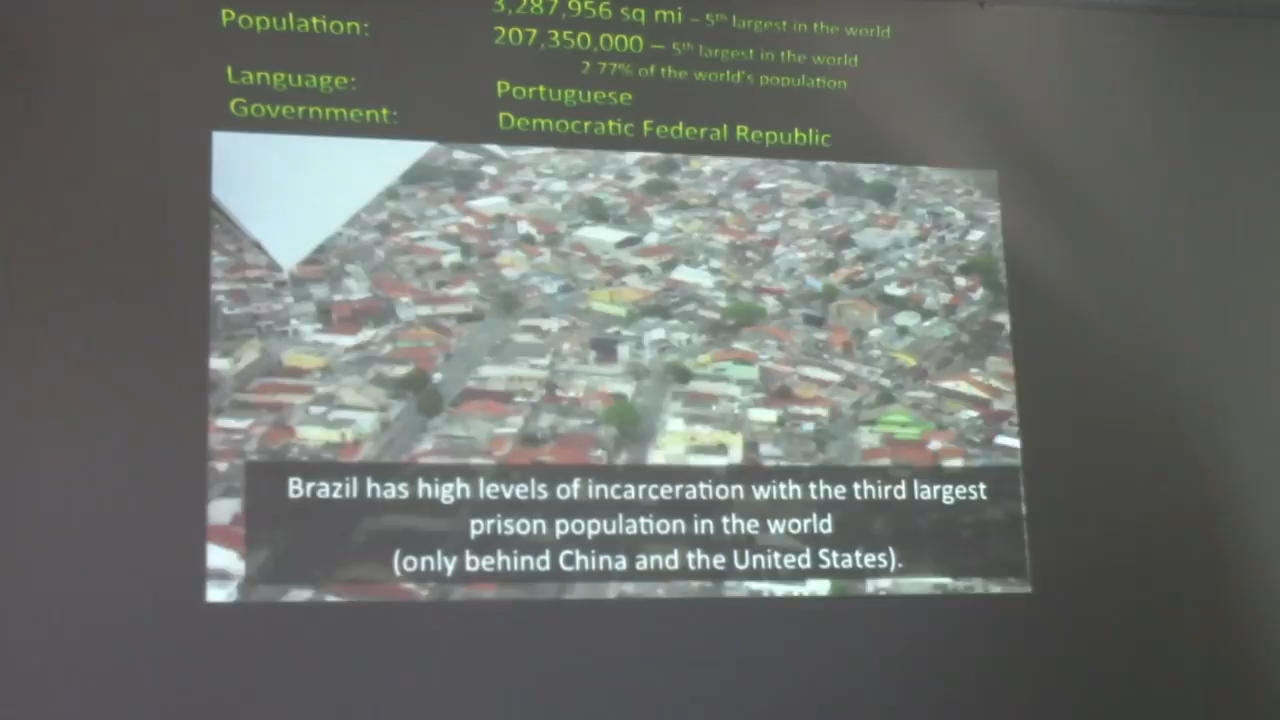 3,287,956 sq mi – 5th largest in the world
Population: 207,350,000 – 5th largest in the world
2.77% of the world's population
Language: Portuguese
Government: Democratic Federal Republic
Brazil has high levels of incarceration with the third largest
prison population in the world
(only behind China and the United States).